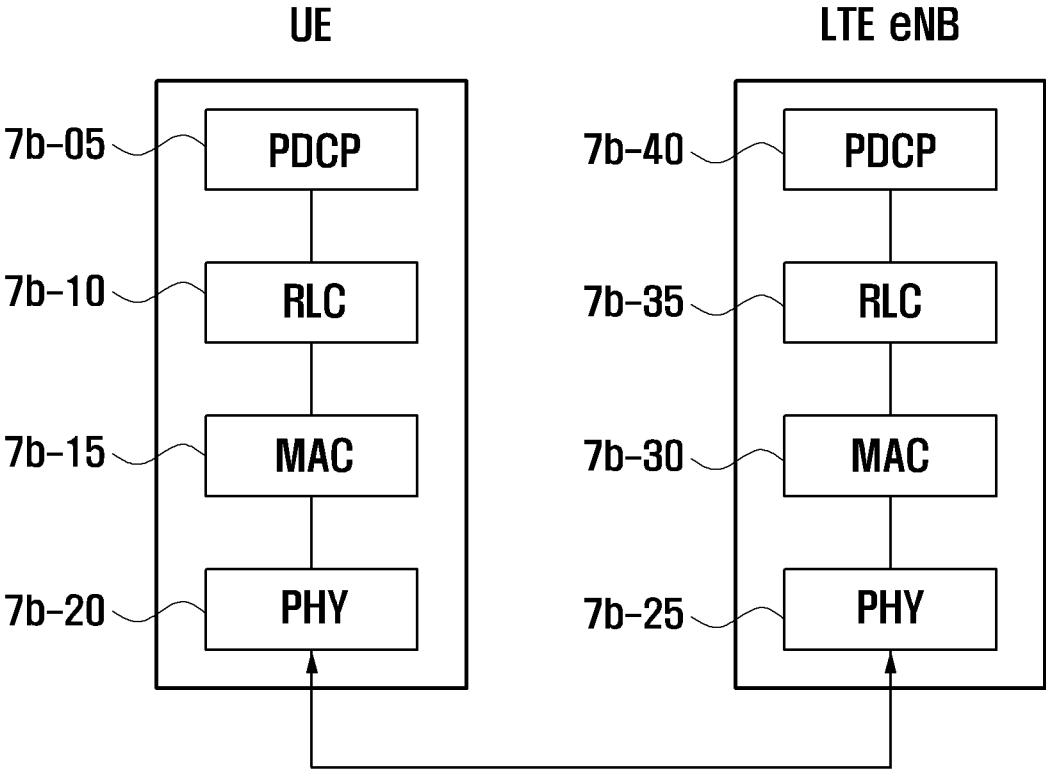 UE
LTE eNB
7b-05
PDCP
7b-40
PDCP
7b-10
RLC
7b-35
RLC
7b-15
MAC
7b-30
MAC
7b-20
PHY
7b-25
PHY